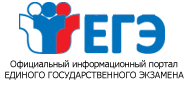 ЕГЭ
Официальный информационный портал
ЕДИНОГО ГОСУДАРСТВЕННОГО ЭКЗАМЕНА